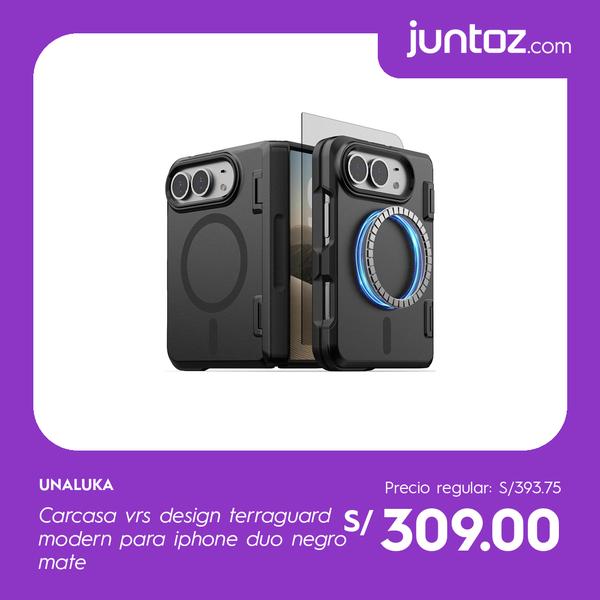 juntoz.com
UNALUKA
Precio regular: S/393.75
Carcasa vrs design terraguard
modern para iphone duo negro
mate
S/ 309.00